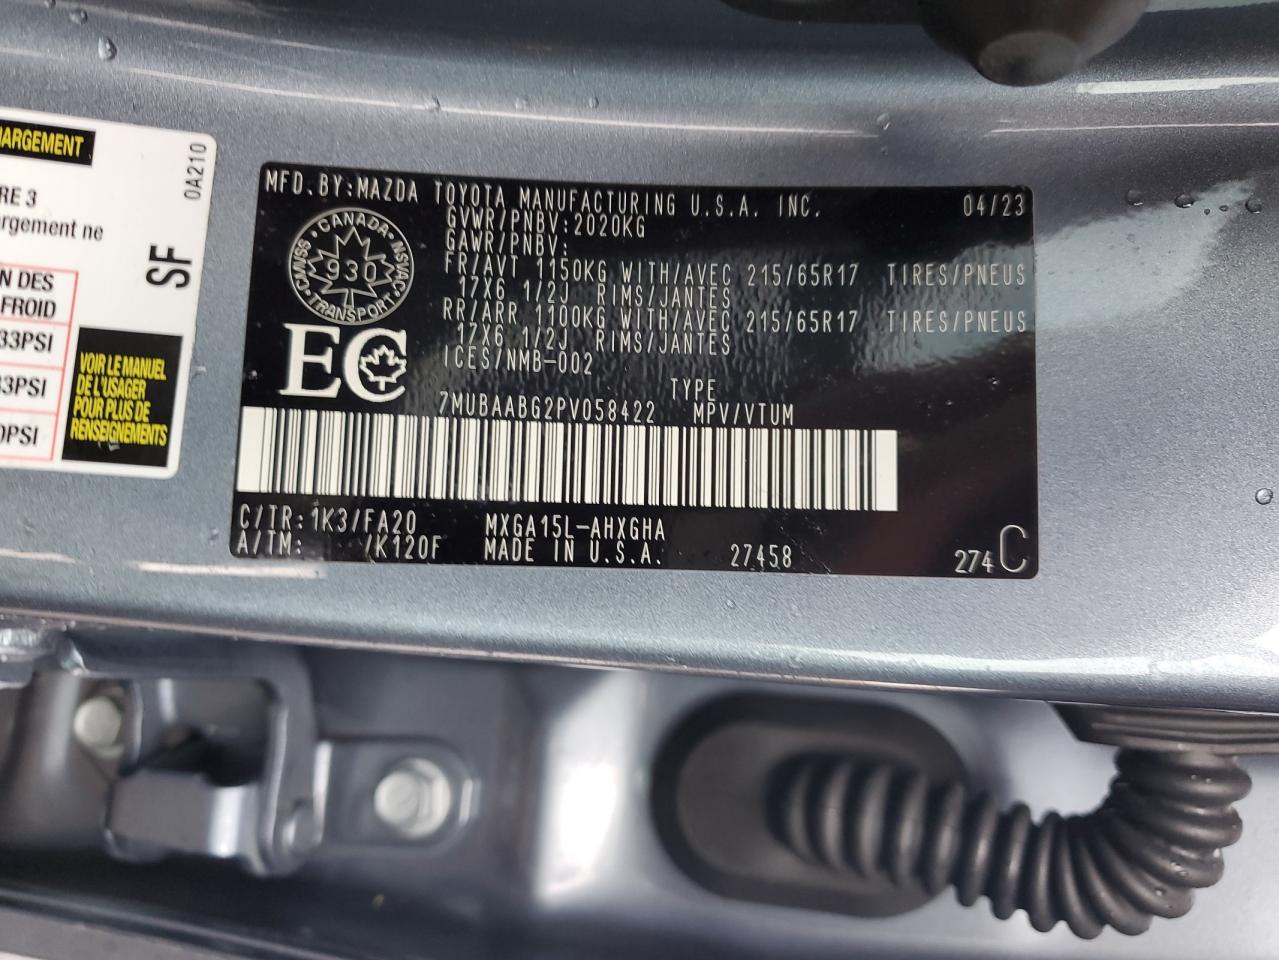 HARGEMENT
RE 3
rgement ne
0A210
SF
N DES
FROID
33PSI
33PSI
0PSI
VOIR LE MANUEL
DE L'USAGER
POUR PLUS DE
RENSEIGNEMENTS
MFD. BY:MAZDA TOYOTA MANUFACTURING U.S.A. INC. 04/23
GVWR/PNBV:2020KG
GAWR/PNBV:
FR/AVT 1150KG WITH/AVEC 215/65R17 TIRES/PNEUS
17X6 1/2J RIMS/JANTES
RR/ARR 1100KG WITH/AVEC 215/65R17 TIRES/PNEUS
17X6 1/2J RIMS/JANTES
ICES/NMB-002
CANADA
CMVSS NSVAC
930
TRANSPORT
EC
TYPE
7MUBAABG2PV058422 MPV/VTUM
C/TR:1K3/FA20 MXGA15L-AHXGHA
A/TM: /K120F MADE IN U.S.A. 27458 274 C